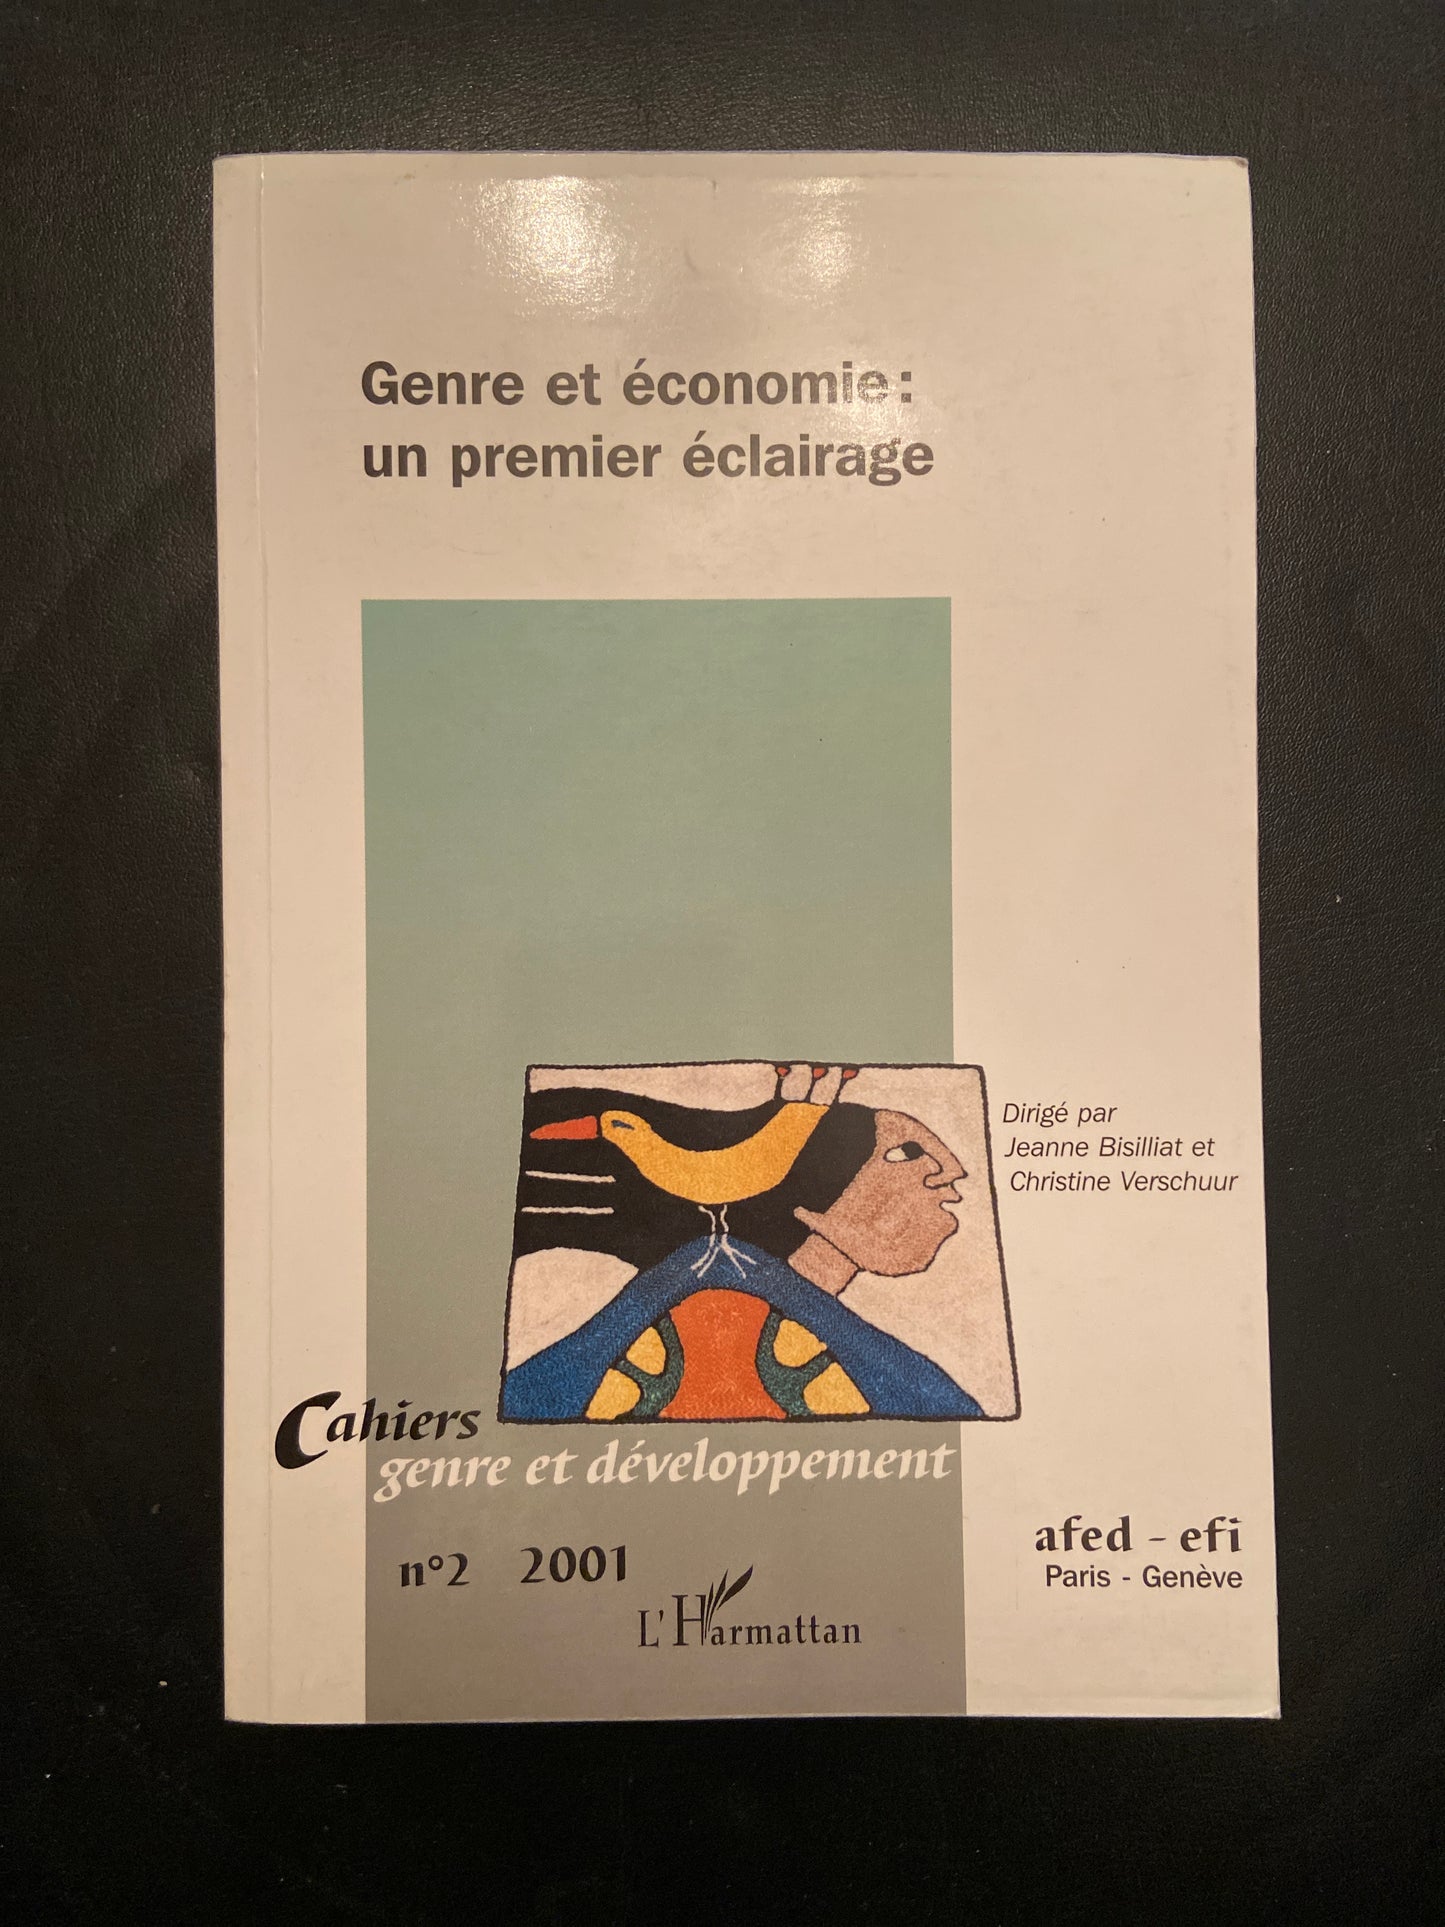 Genre et économie :
un premier éclairage
Dirigé par
Jeanne Bisilliat et
Christine Verschuur
Cahiers
genre et développement
n°2 2001
L'Harmattan
afed - efi
Paris - Genève